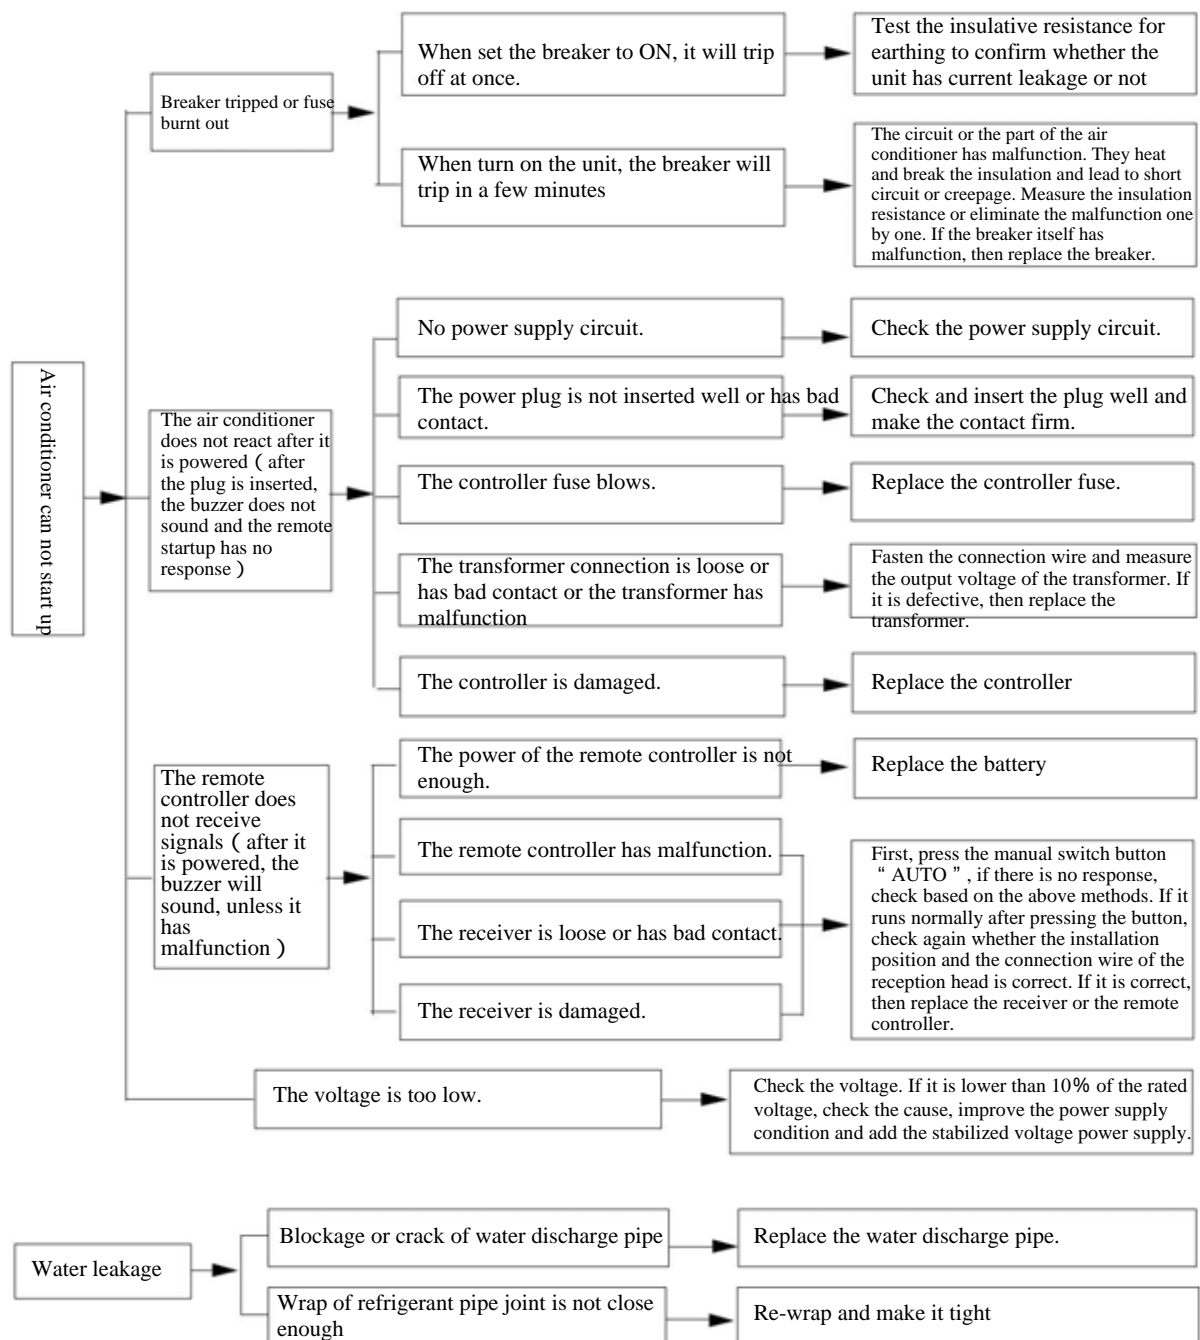 When set the breaker to ON, it will trip
off at once.
Test the insulative resistance for
earthing to confirm whether the
unit has current leakage or not
Breaker tripped or fuse
burnt out
When turn on the unit, the breaker will
trip in a few minutes
The circuit or the part of the air
conditioner has malfunction. They heat
and break the insulation and lead to short
circuit or creepage. Measure the insulation
resistance or eliminate the malfunction one
by one. If the breaker itself has
malfunction, then replace the breaker.
Air conditioner can not start up
The air conditioner
does not react after it
is powered ( after
the plug is inserted,
the buzzer does not
sound and the remote
startup has no
response )
No power supply circuit.
Check the power supply circuit.
The power plug is not inserted well or has bad
contact.
Check and insert the plug well and
make the contact firm.
The controller fuse blows.
Replace the controller fuse.
The transformer connection is loose or
has bad contact or the transformer has
malfunction
Fasten the connection wire and measure
the output voltage of the transformer. If
it is defective, then replace the
transformer.
The controller is damaged.
Replace the controller
The remote
controller does
not receive
signals ( after it
is powered, the
buzzer will
sound, unless it
has
malfunction )
The power of the remote controller is not
enough.
Replace the battery
The remote controller has malfunction.
The receiver is loose or has bad contact.
The receiver is damaged.
First, press the manual switch button
“ AUTO ” , if there is no response,
check based on the above methods. If it
runs normally after pressing the button,
check again whether the installation
position and the connection wire of the
reception head is correct. If it is correct,
then replace the receiver or the remote
controller.
The voltage is too low.
Check the voltage. If it is lower than 10% of the rated
voltage, check the cause, improve the power supply
condition and add the stabilized voltage power supply.
Water leakage
Blockage or crack of water discharge pipe
Replace the water discharge pipe.
Wrap of refrigerant pipe joint is not close
enough
Re-wrap and make it tight